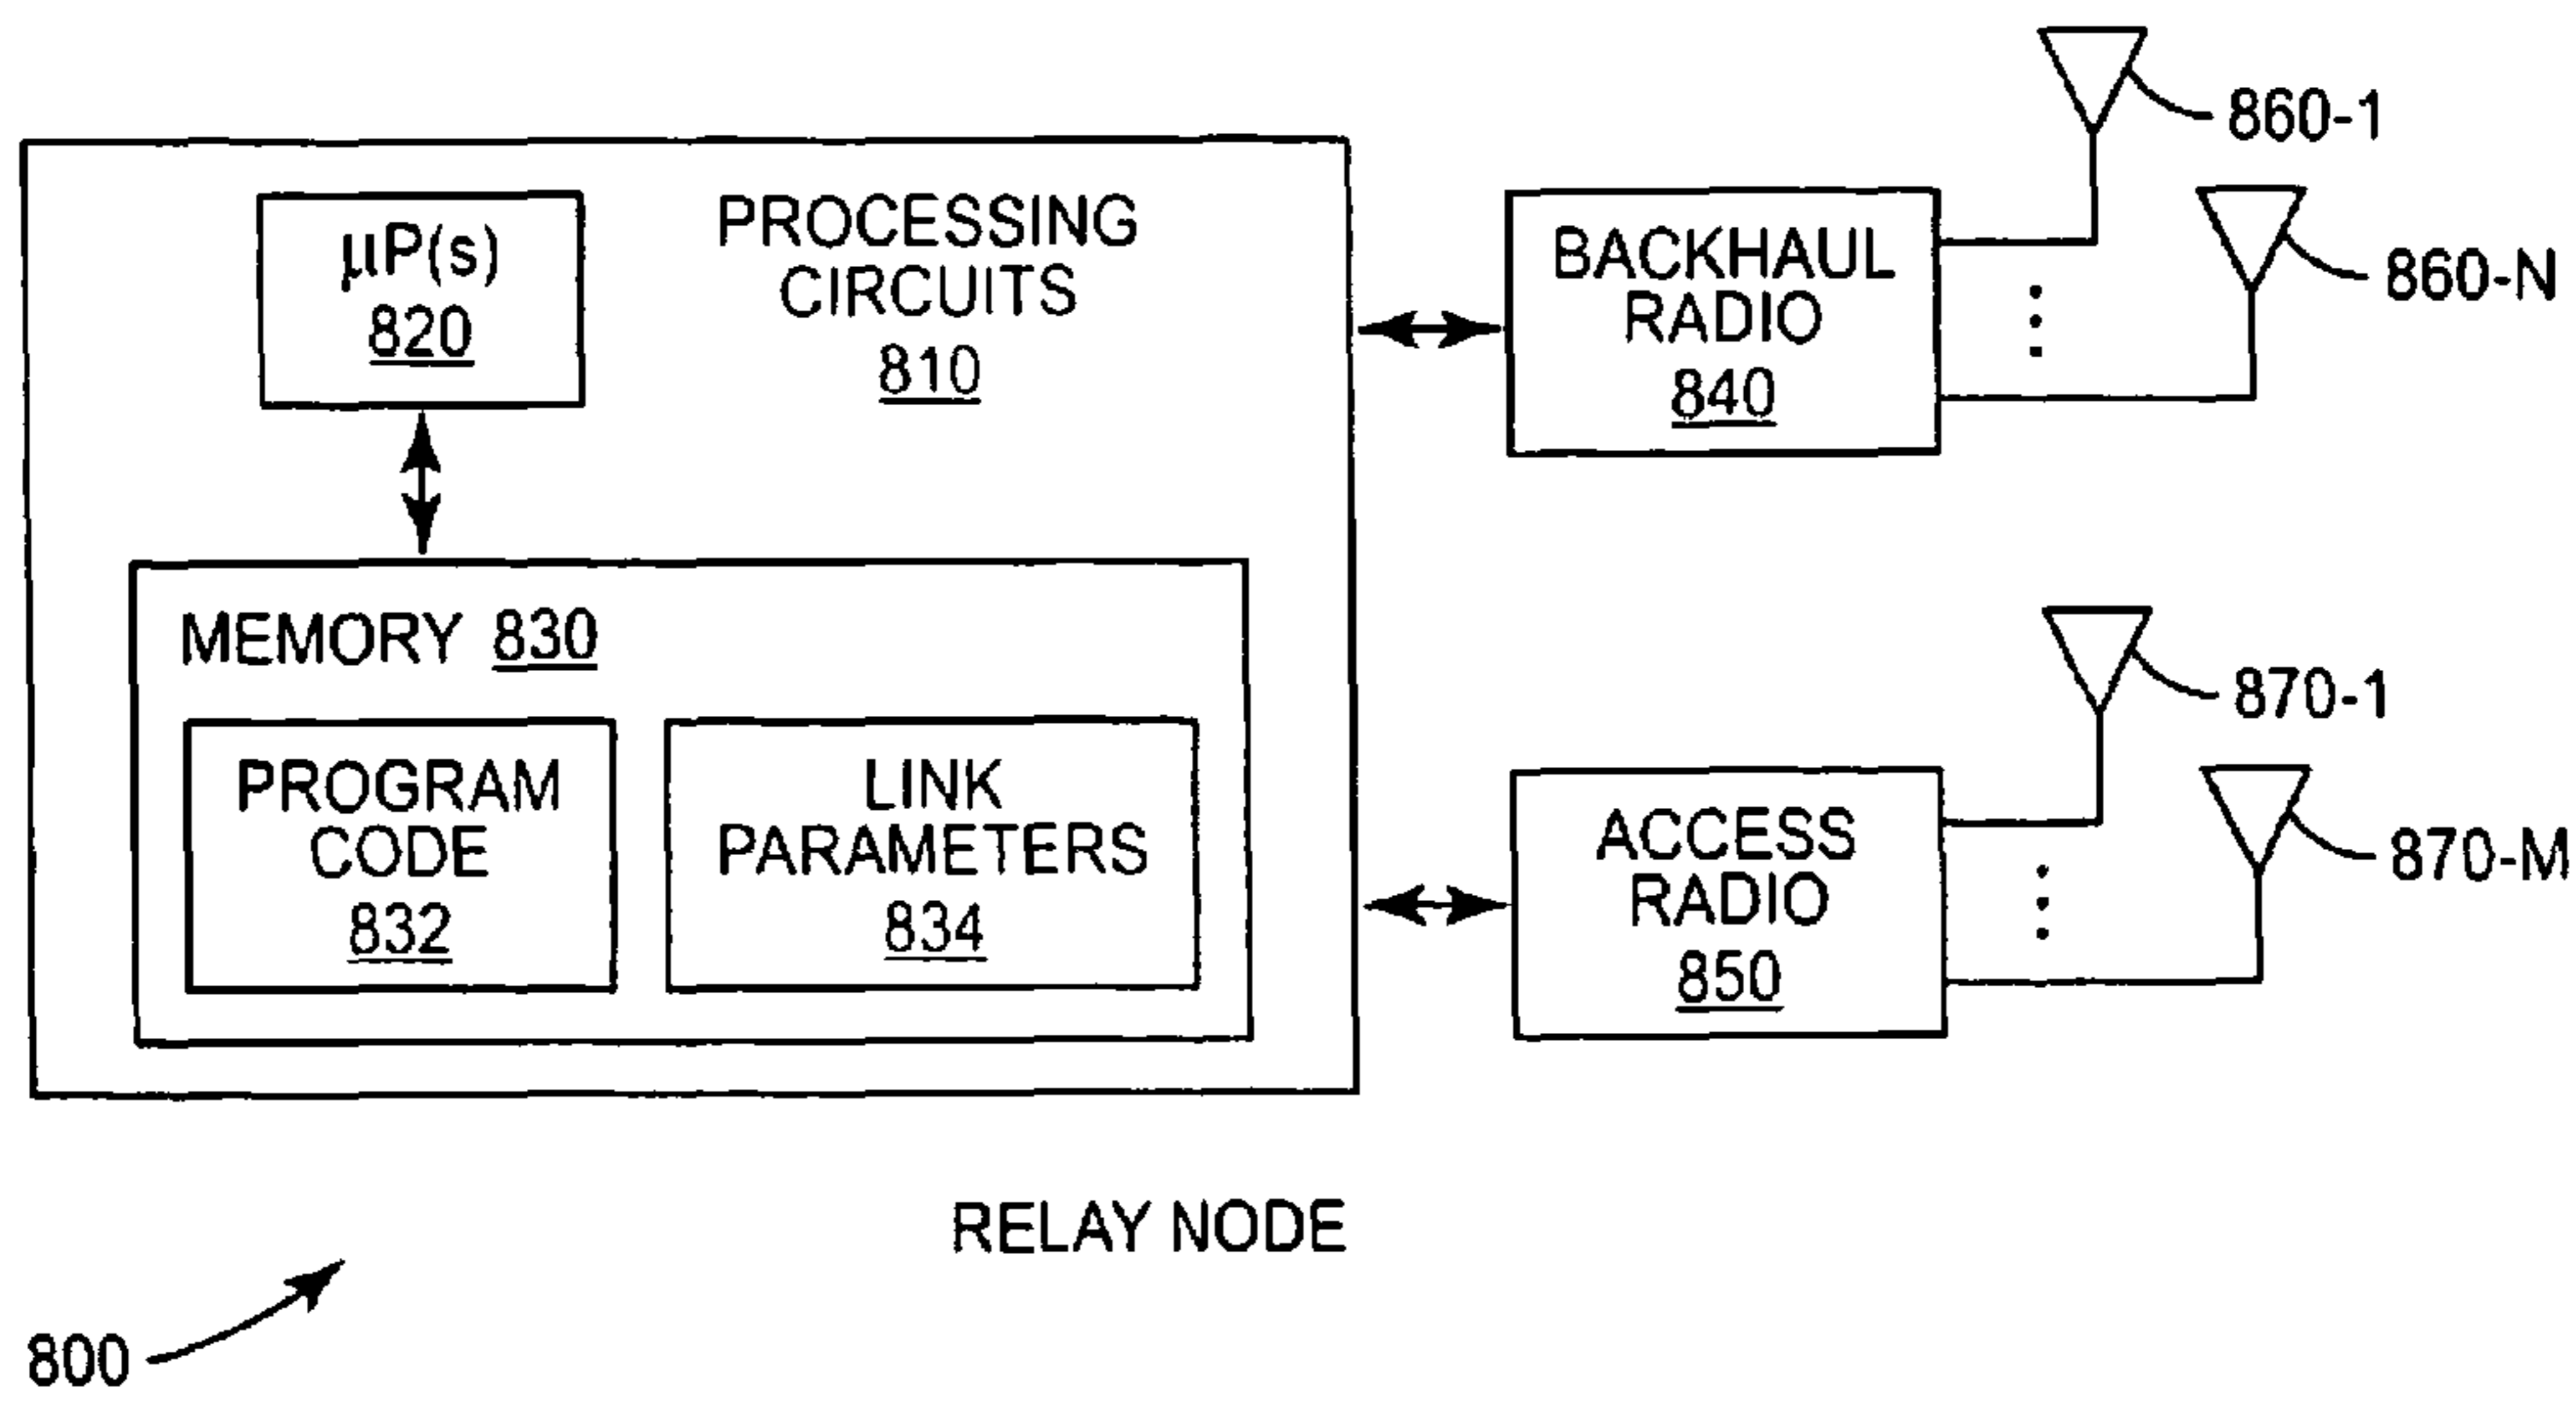 µP(s)
820
PROCESSING
CIRCUITS
810
MEMORY 830
PROGRAM
CODE
832
LINK
PARAMETERS
834
BACKHAUL
RADIO
840
860-1
860-N
ACCESS
RADIO
850
870-1
870-M
RELAY NODE
800